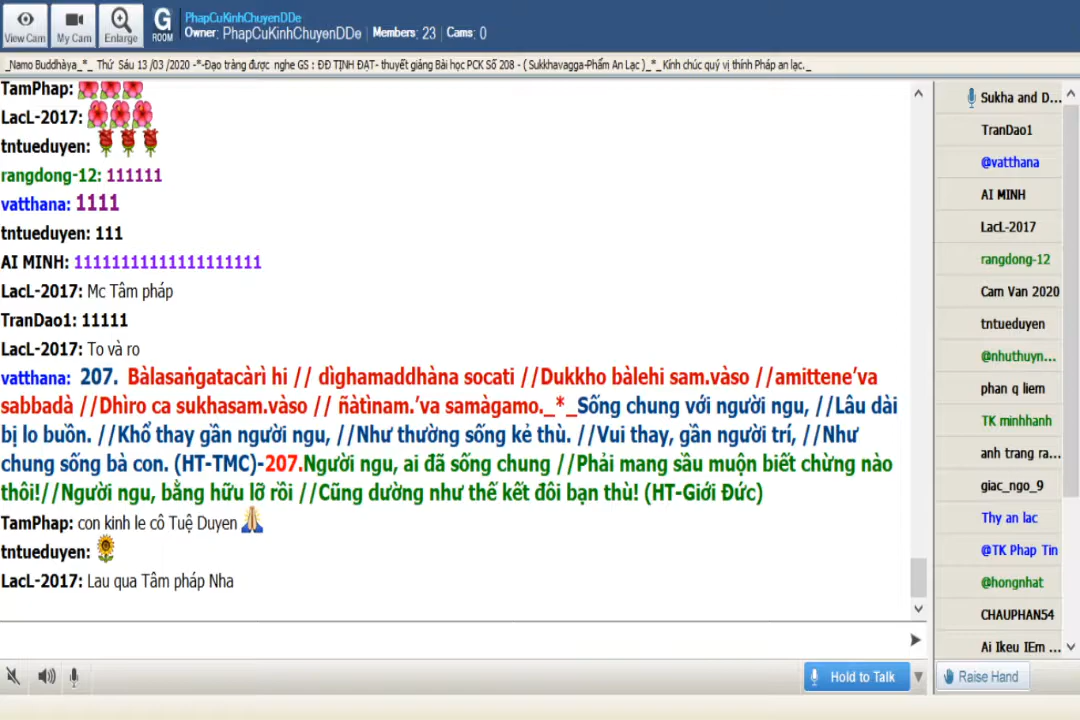 View Cam
My Cam
Enlarge
G
ROOM
PhapCuKinhChuyenDDe
Owner: PhapCuKinhChuyenDDe Members: 23 Cams: 0
_Namo Buddhàya_*_ Thứ Sáu 13 /03 /2020 -*-Đạo tràng được nghe GS : ĐĐ TỊNH ĐẠT- thuyết giảng Bài học PCK Số 208 - ( Sukkhavagga-Phẩm An Lạc )_*_Kính chúc quý vị thính Pháp an lạc._
TamPhap:
LacL-2017:
tntueduyen:
rangdong-12: 111111
vatthana: 1111
tntueduyen: 111
AI MINH: 11111111111111111111
LacL-2017: Mc Tâm pháp
TranDao1: 11111
LacL-2017: To và ro
vatthana: 207. Bàlasaṅgatacàrì hi // dìghamaddhàna socati //Dukkho bàlehi sam.vàso //amittene’va
sabbadà //Dhìro ca sukhasam.vàso // ñàtìnam.’va samàgamo._*_Sống chung với người ngu, //Lâu dài
bị lo buồn. //Khổ thay gần người ngu, //Như thường sống kẻ thù. //Vui thay, gần người trí, //Như
chung sống bà con. (HT-TMC)-207.Người ngu, ai đã sống chung //Phải mang sầu muộn biết chừng nào
thôi!//Người ngu, bằng hữu lỡ rồi //Cũng dường như thế kết đôi bạn thù! (HT-Giới Đức)
TamPhap: con kinh le cô Tuệ Duyen
tntueduyen:
LacL-2017: Lau qua Tâm pháp Nha
Sukha and D...
TranDao1
@vatthana
AI MINH
LacL-2017
rangdong-12
Cam Van 2020
tntueduyen
@nhuthuyn...
phan q liem
TK minhhanh
anh trang ra...
giac_ngo_9
Thy an lac
@TK Phap Tin
@hongnhat
CHAUPHAN54
Ai Ikeu IEm ...
Hold to Talk
Raise Hand